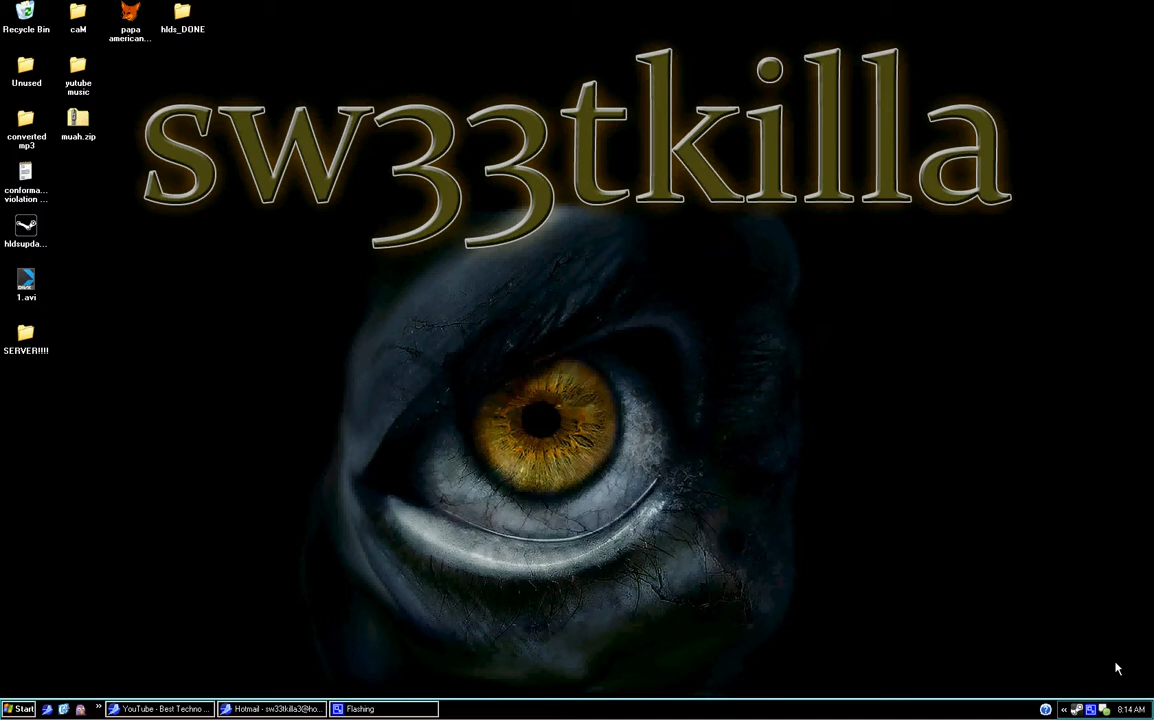 Recycle Bin
caM
papa
american...
hlds_DONE
sw33tkilla
Unused
yutube
music
converted
mp3
muah.zip
conforma...
violation ...
hldsupda...
1.avi
SERVER!!!!
Start
»
YouTube - Best Techno ...
Hotmail - sw33tkilla3@ho...
Flashing
«
8:14 AM